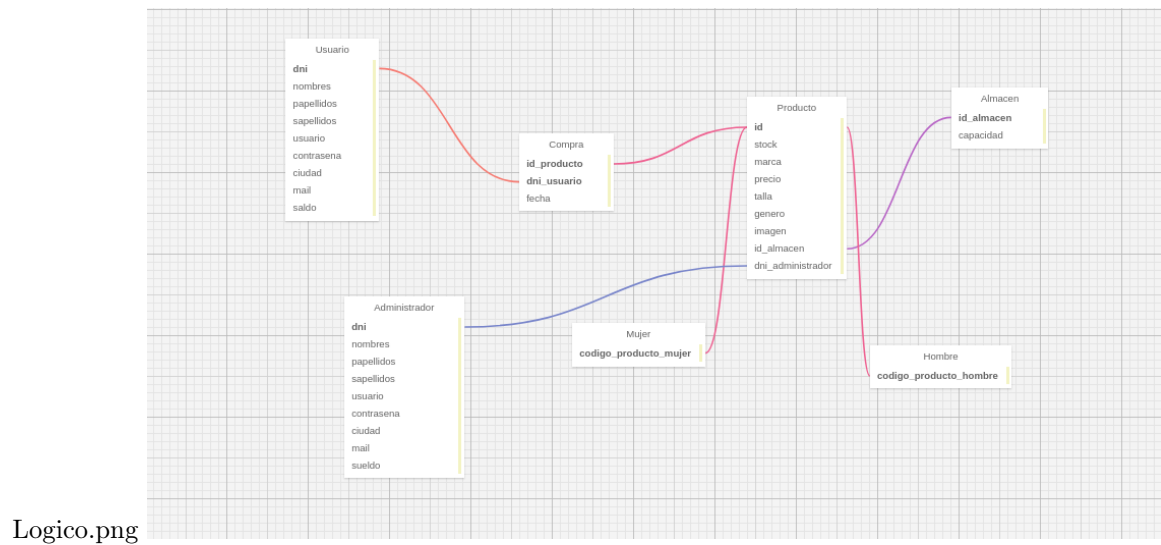 Usuario
dni
nombres
papellidos
sapellidos
usuario
contrasena
ciudad
mail
saldo
Compra
id_producto
dni_usuario
fecha
Producto
id
stock
marca
precio
talla
genero
imagen
id_almacen
dni_administrador
Almacen
id_almacen
capacidad
Administrador
dni
nombres
papellidos
sapellidos
usuario
contrasena
ciudad
mail
sueldo
Mujer
codigo_producto_mujer
Hombre
codigo_producto_hombre
Logico.png